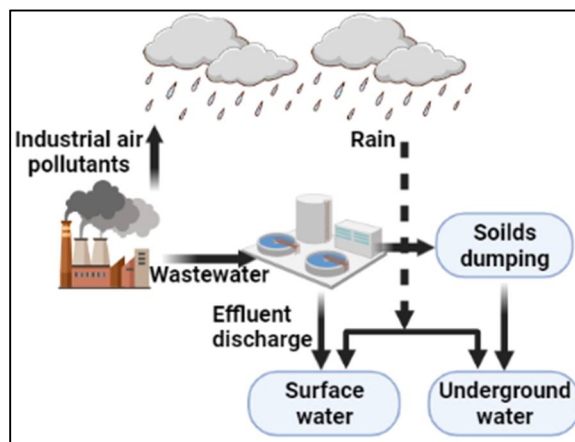 Industrial air
pollutants
Rain
Wastewater
Soilds
dumping
Effluent
discharge
Surface
water
Underground
water